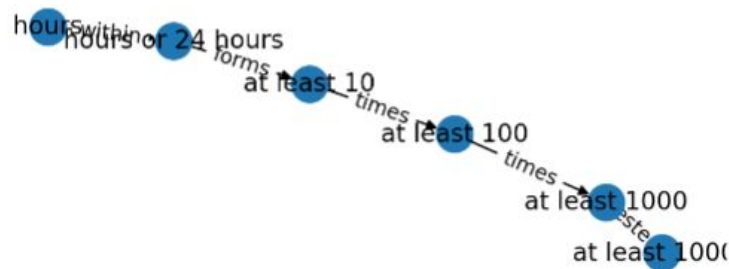 hours
within
hours or 24 hours
forms
at least 10
times
at least 100
times
at least 1000
este
at least 100